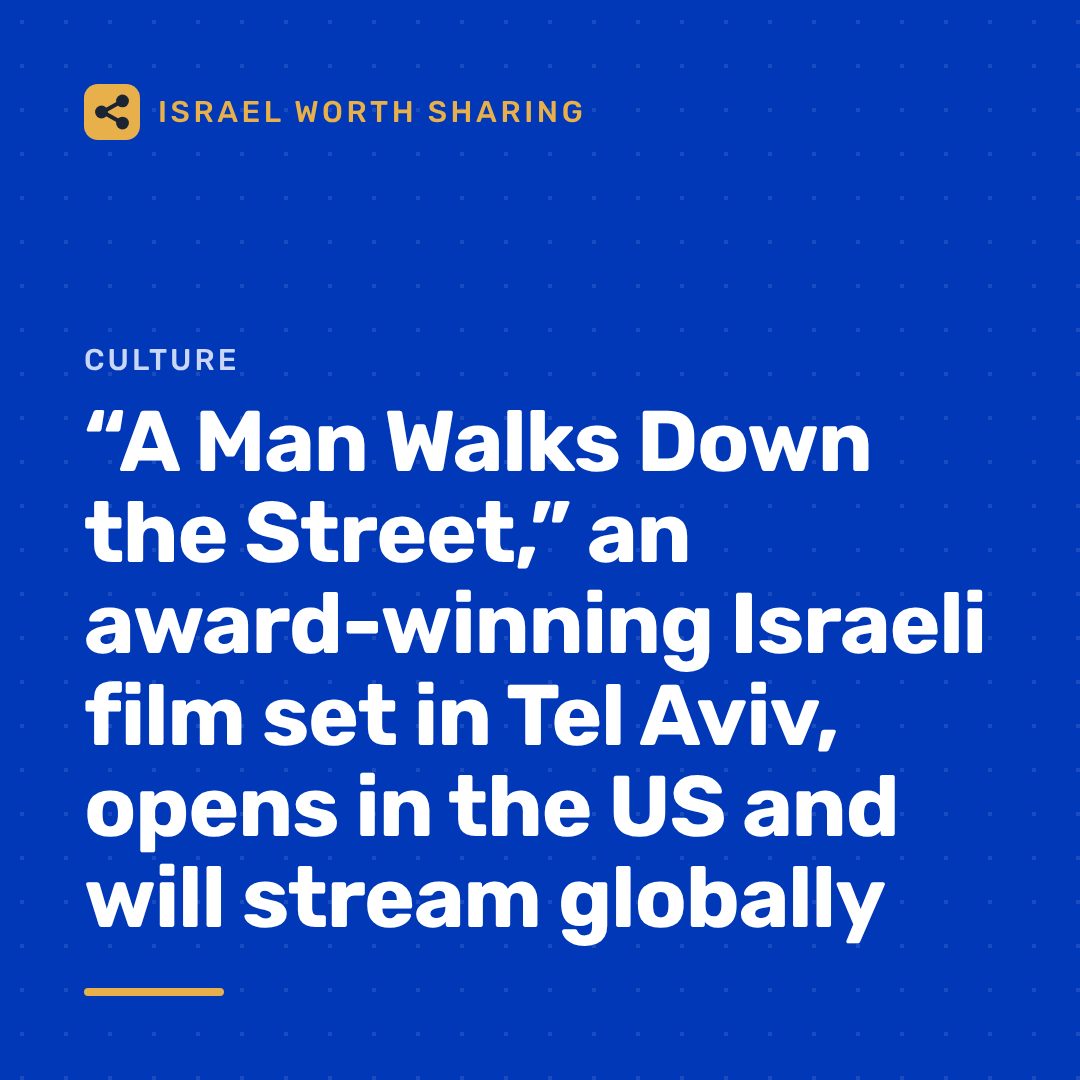 ISRAEL WORTH SHARING
CULTURE
“A Man Walks Down
the Street,” an
award-winning Israeli
film set in Tel Aviv,
opens in the US and
will stream globally